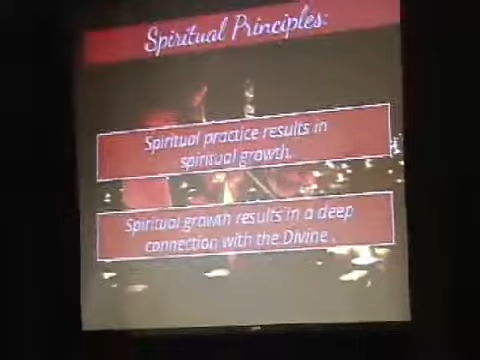 Spiritual Principles:
Spiritual practice results in
spiritual growth.
Spiritual growth results in a deep
connection with the Divine .